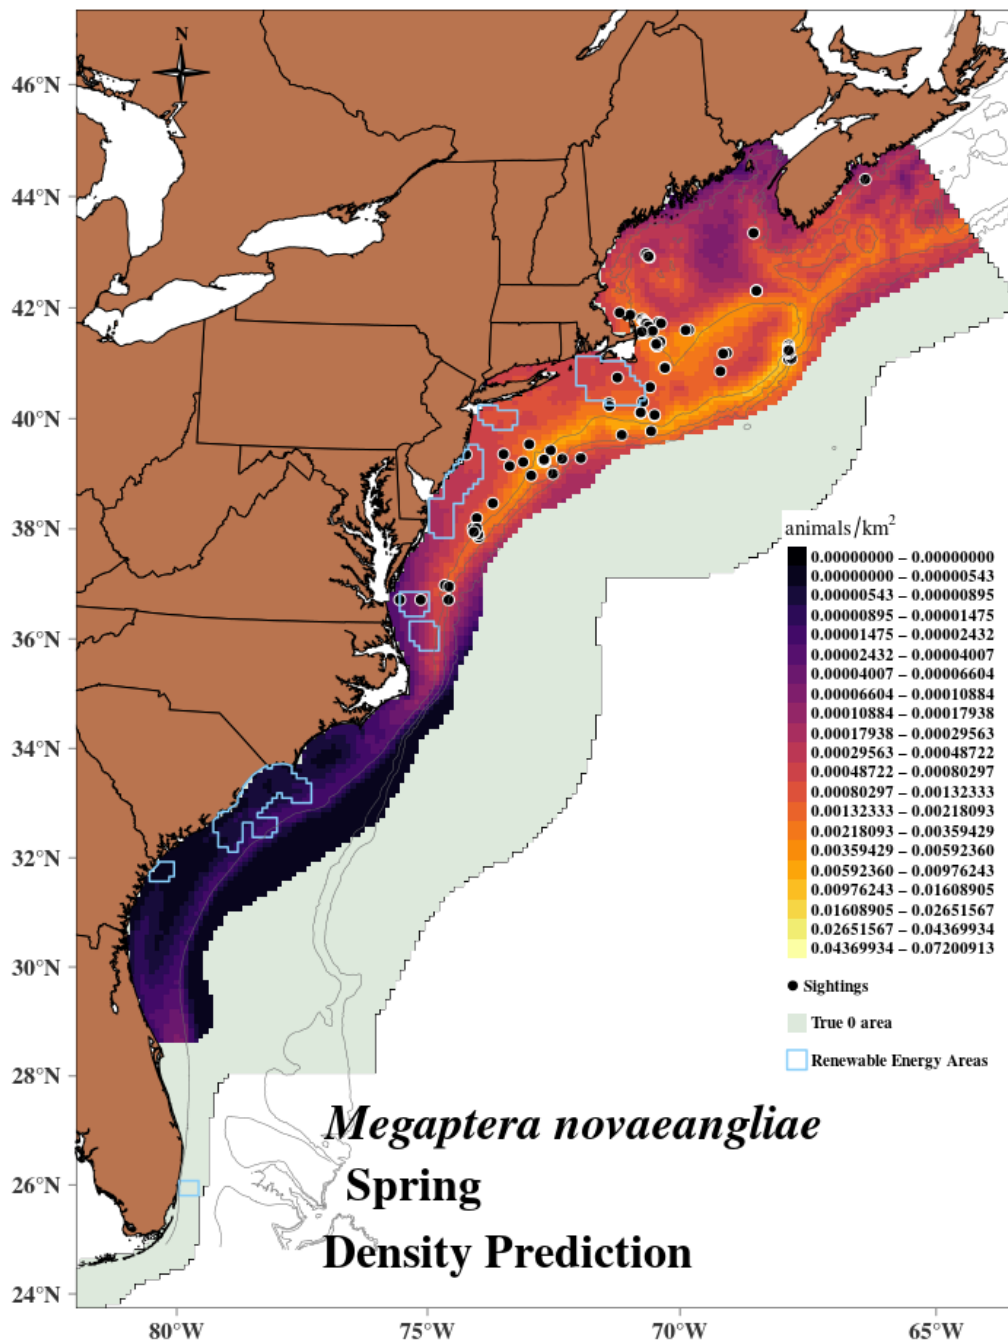 N
46°N
44°N
42°N
40°N
38°N
36°N
34°N
32°N
30°N
28°N
26°N
24°N
80°W
75°W
70°W
65°W
animals/km²
0.00000000 – 0.00000000
0.00000000 – 0.00000543
0.00000543 – 0.00000895
0.00000895 – 0.00001475
0.00001475 – 0.00002432
0.00002432 – 0.00004007
0.00004007 – 0.00006604
0.00006604 – 0.00010884
0.00010884 – 0.00017938
0.00017938 – 0.00029563
0.00029563 – 0.00048722
0.00048722 – 0.00080297
0.00080297 – 0.00132333
0.00132333 – 0.00218093
0.00218093 – 0.00359429
0.00359429 – 0.00592360
0.00592360 – 0.00976243
0.00976243 – 0.01608905
0.01608905 – 0.02651567
0.02651567 – 0.04369934
0.04369934 – 0.07200913
Sightings
True 0 area
Renewable Energy Areas
Megaptera novaeangliae
Spring
Density Prediction